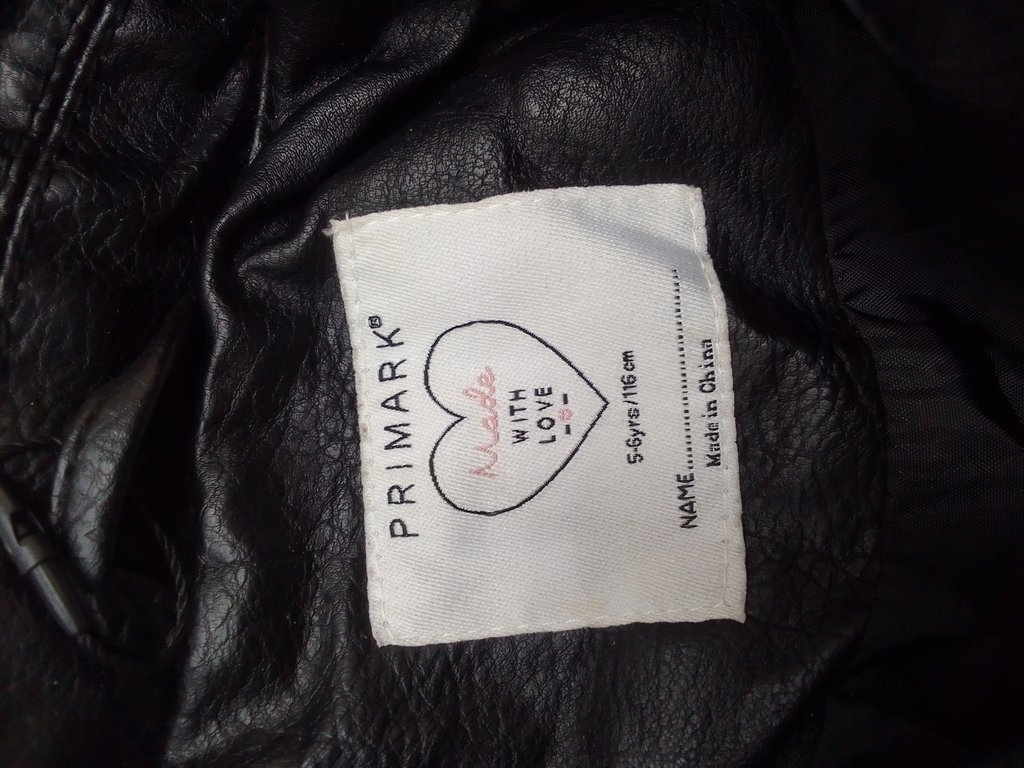 PRIMARK®
Made
WITH
LOVE
5-6yrs/116cm
NAME...............................
Made in China